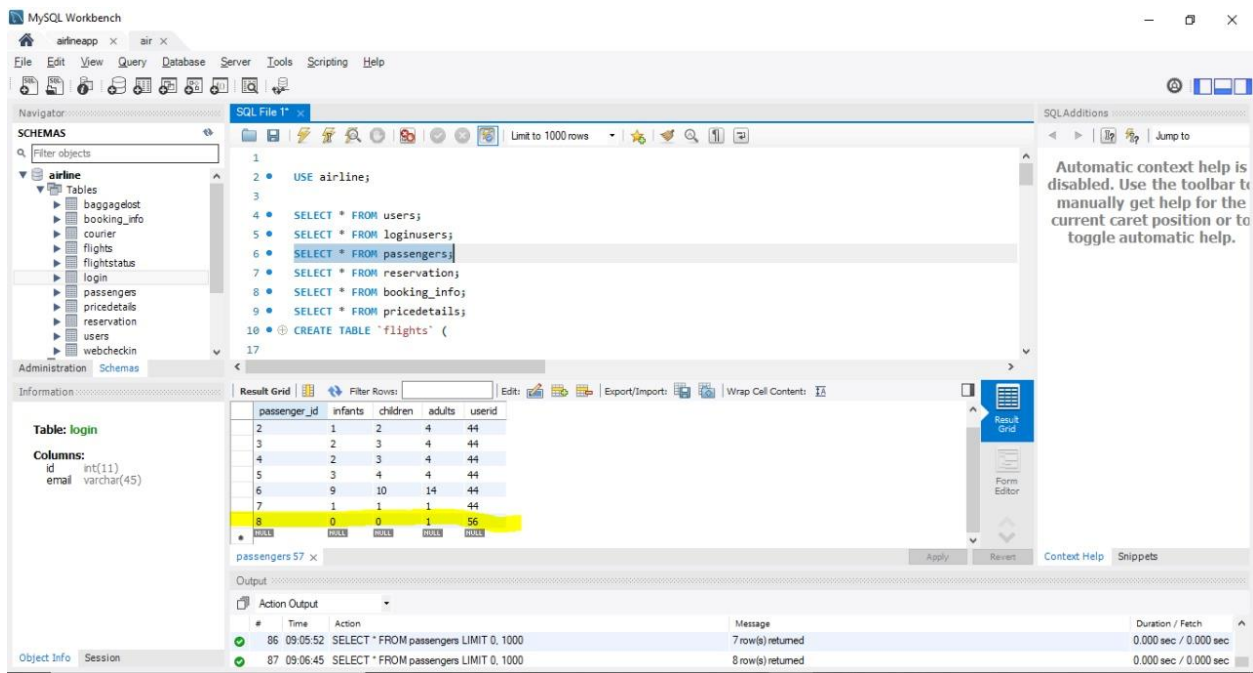 MySQL Workbench
airlineapp × air ×
File Edit View Query Database Server Tools Scripting Help
Navigator
SCHEMAS
Filter objects
airline
Tables
baggagelost
booking_info
courier
flights
flightstatus
login
passengers
pricedetails
reservation
users
webcheckin
Administration Schemas
Information
Table: login
Columns:
id int(11)
email varchar(45)
Object Info Session
SQL File 1* ×
Limit to 1000 rows
1
2 USE airline;
3
4 SELECT * FROM users;
5 SELECT * FROM loginusers;
6 SELECT * FROM passengers;
7 SELECT * FROM reservation;
8 SELECT * FROM booking_info;
9 SELECT * FROM pricedetails;
10 CREATE TABLE `flights` (
17
Result Grid Filter Rows: Edit: Export/Import: Wrap Cell Content: IA
passenger_id infants children adults userid
2 1 2 4 44
3 2 3 4 44
4 2 3 4 44
5 3 4 4 44
6 9 10 14 44
7 1 1 1 44
8 0 0 1 56
NULL NULL NULL NULL NULL
Result Grid
Form Editor
passengers 57 ×
Apply Revert
Output
Action Output
# Time Action Message Duration / Fetch
86 09:05:52 SELECT * FROM passengers LIMIT 0, 1000 7 row(s) returned 0.000 sec / 0.000 sec
87 09:06:45 SELECT * FROM passengers LIMIT 0, 1000 8 row(s) returned 0.000 sec / 0.000 sec
SQLAdditions
Jump to
Automatic context help is
disabled. Use the toolbar to
manually get help for the
current caret position or to
toggle automatic help.
Context Help Snippets